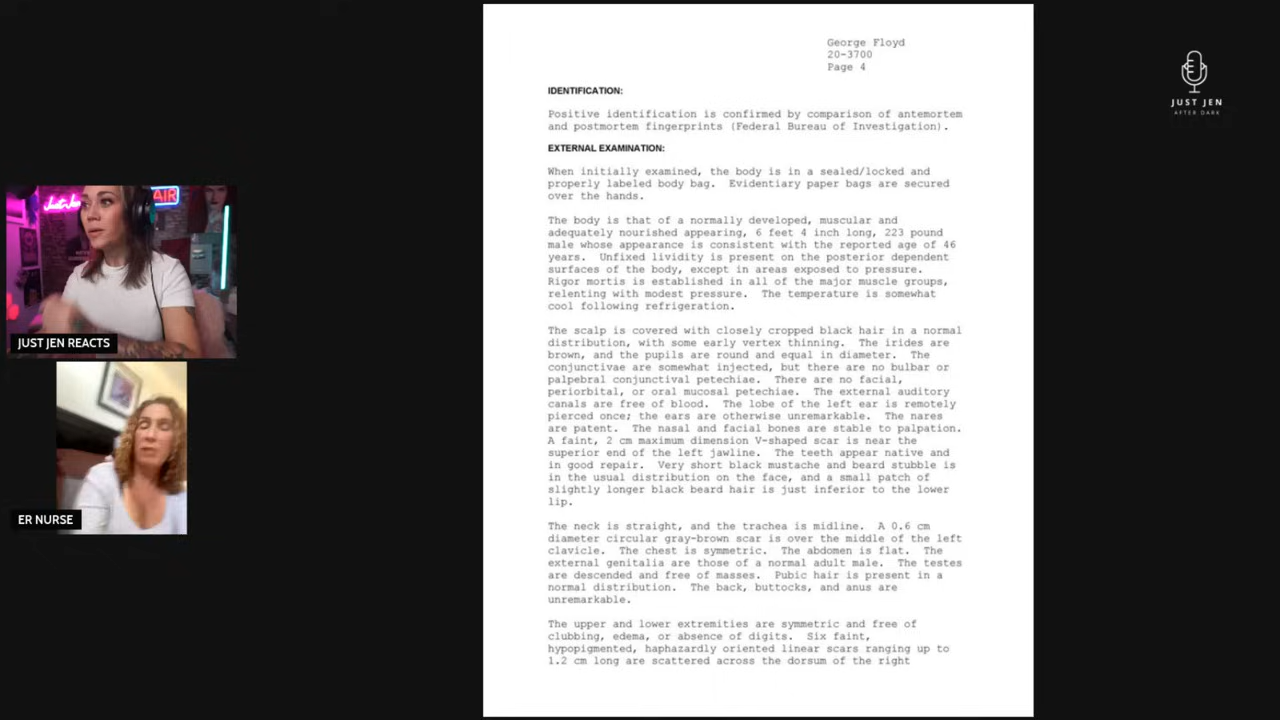 George Floyd
20-3700
Page 4
IDENTIFICATION:
Positive identification is confirmed by comparison of antemortem
and postmortem fingerprints (Federal Bureau of Investigation).
EXTERNAL EXAMINATION:
When initially examined, the body is in a sealed/locked and
properly labeled body bag. Evidentiary paper bags are secured
over the hands.
The body is that of a normally developed, muscular and
adequately nourished appearing, 6 feet 4 inch long, 223 pound
male whose appearance is consistent with the reported age of 46
years. Unfixed lividity is present on the posterior dependent
surfaces of the body, except in areas exposed to pressure.
Rigor mortis is established in all of the major muscle groups,
relenting with modest pressure. The temperature is somewhat
cool following refrigeration.
The scalp is covered with closely cropped black hair in a normal
distribution, with some early vertex thinning. The irides are
brown, and the pupils are round and equal in diameter. The
conjunctivae are somewhat injected, but there are no bulbar or
palpebral conjunctival petechiae. There are no facial,
periorbital, or oral mucosal petechiae. The external auditory
canals are free of blood. The lobe of the left ear is remotely
pierced once; the ears are otherwise unremarkable. The nares
are patent. The nasal and facial bones are stable to palpation.
A faint, 2 cm maximum dimension V-shaped scar is near the
superior end of the left jawline. The teeth appear native and
in good repair. Very short black mustache and beard stubble is
in the usual distribution on the face, and a small patch of
slightly longer black beard hair is just inferior to the lower
lip.
The neck is straight, and the trachea is midline. A 0.6 cm
diameter circular gray-brown scar is over the middle of the left
clavicle. The chest is symmetric. The abdomen is flat. The
external genitalia are those of a normal adult male. The testes
are descended and free of masses. Pubic hair is present in a
normal distribution. The back, buttocks, and anus are
unremarkable.
The upper and lower extremities are symmetric and free of
clubbing, edema, or absence of digits. Six faint,
hypopigmented, haphazardly oriented linear scars ranging up to
1.2 cm long are scattered across the dorsum of the right
JUST JEN
AFTER DARK
AIR
JUST JEN REACTS
ER NURSE